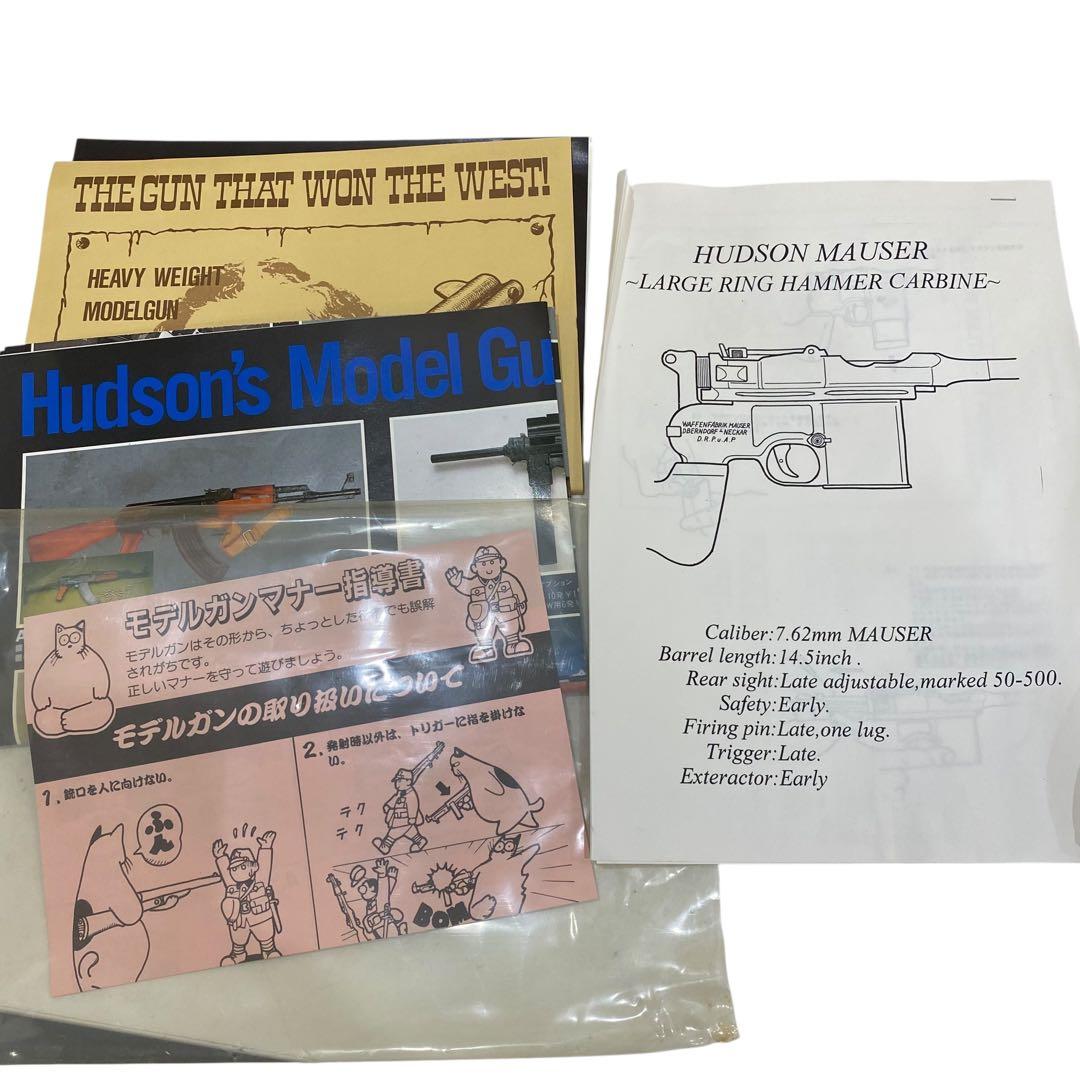 THE GUN THAT WON THE WEST!
HEAVY WEIGHT
MODELGUN
Hudson's Model Gu
モデルガンマナー指導書
モデルガンはその形から、ちょっとした
でも誤解
されがちです。
正しいマナーを守って遊びましょう。
モデルガンの取り扱いについて
1. 銃口を人に向けない。
ふん
2. 発射時以外は、トリガーに指を掛けな
い。
テク
テク
BOM
HUDSON MAUSER
~LARGE RING HAMMER CARBINE~
WAFFENFABRIK MAUSER
OBERNDORF A NECKAR
D.R.P.u.A.P
Caliber:7.62mm MAUSER
Barrel length:14.5inch .
Rear sight:Late adjustable,marked 50-500.
Safety:Early.
Firing pin:Late,one lug.
Trigger:Late.
Exteractor:Early